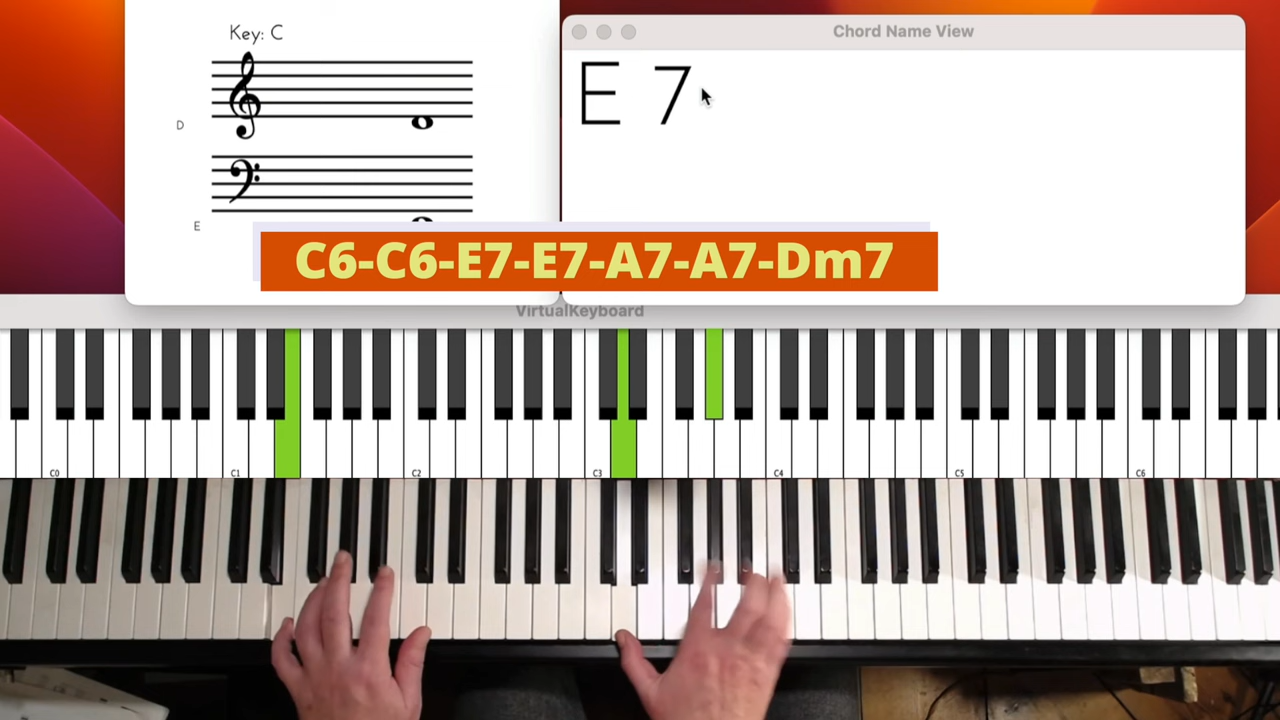 Key: C
D
E
Chord Name View
E 7
C6-C6-E7-E7-A7-A7-Dm7
VirtualKeyboard
C0 C1 C2 C3 C4 C5 C6